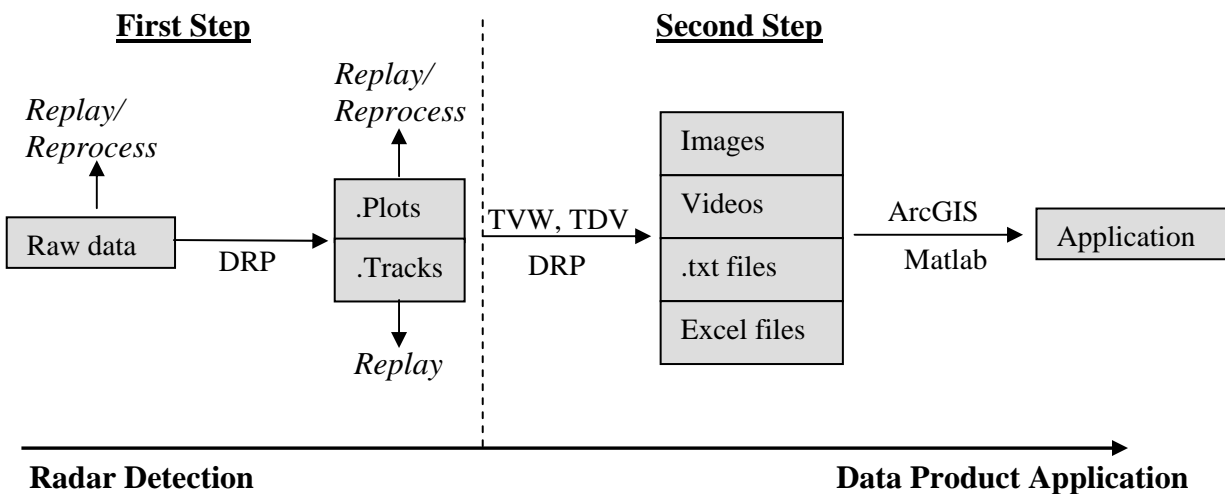 First Step
Second Step
Replay/
Reprocess
Replay/
Reprocess
Raw data
DRP
.Plots
.Tracks
Replay
TVW, TDV
DRP
Images
Videos
.txt files
Excel files
ArcGIS
Matlab
Application
Radar Detection
Data Product Application